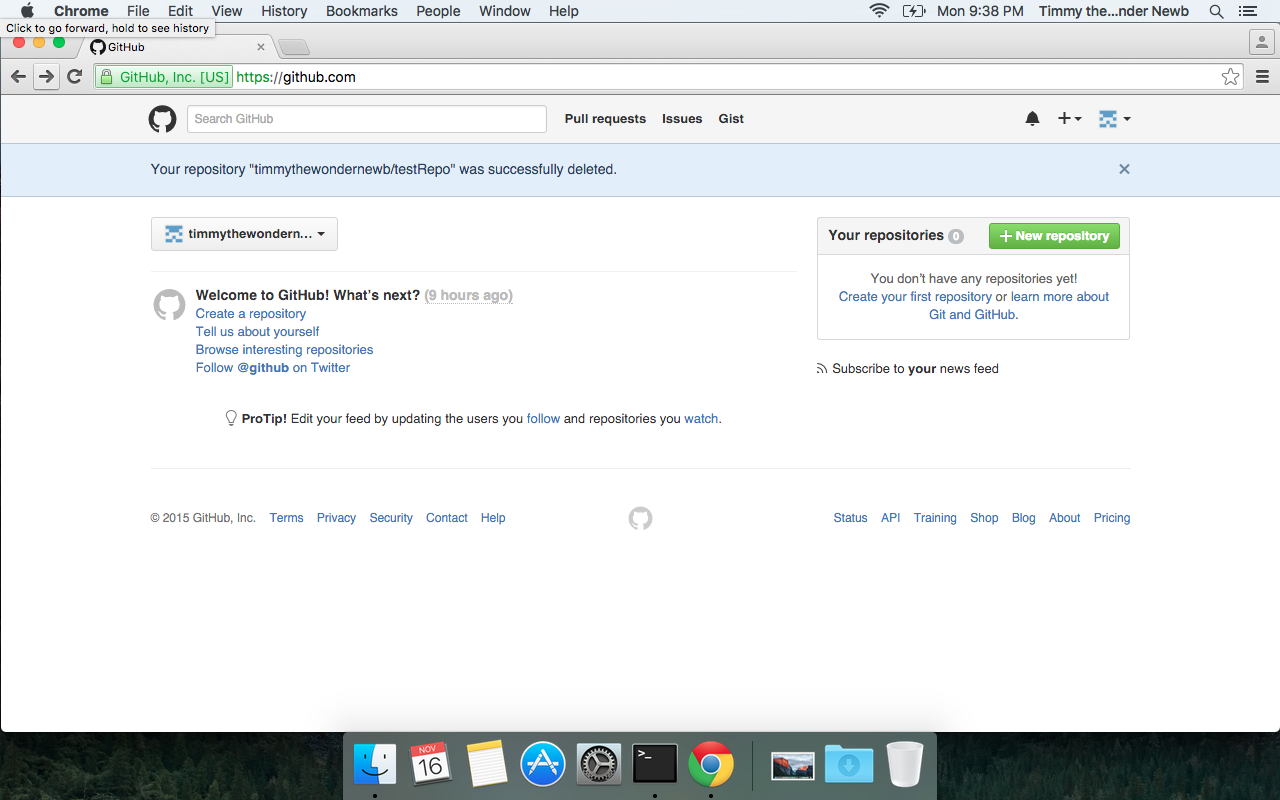 Chrome File Edit View History Bookmarks People Window Help Mon 9:38 PM Timmy the...nder Newb
Click to go forward, hold to see history
GitHub
GitHub, Inc. [US] https://github.com
Search GitHub Pull requests Issues Gist
Your repository "timmythewondernewb/testRepo" was successfully deleted.
timmythewondern...
Your repositories 0 New repository
You don't have any repositories yet!
Create your first repository or learn more about
Git and GitHub.
Welcome to GitHub! What's next? (9 hours ago)
Create a repository
Tell us about yourself
Browse interesting repositories
Follow @github on Twitter
Subscribe to your news feed
ProTip! Edit your feed by updating the users you follow and repositories you watch.
© 2015 GitHub, Inc. Terms Privacy Security Contact Help Status API Training Shop Blog About Pricing
NOV
16
>_